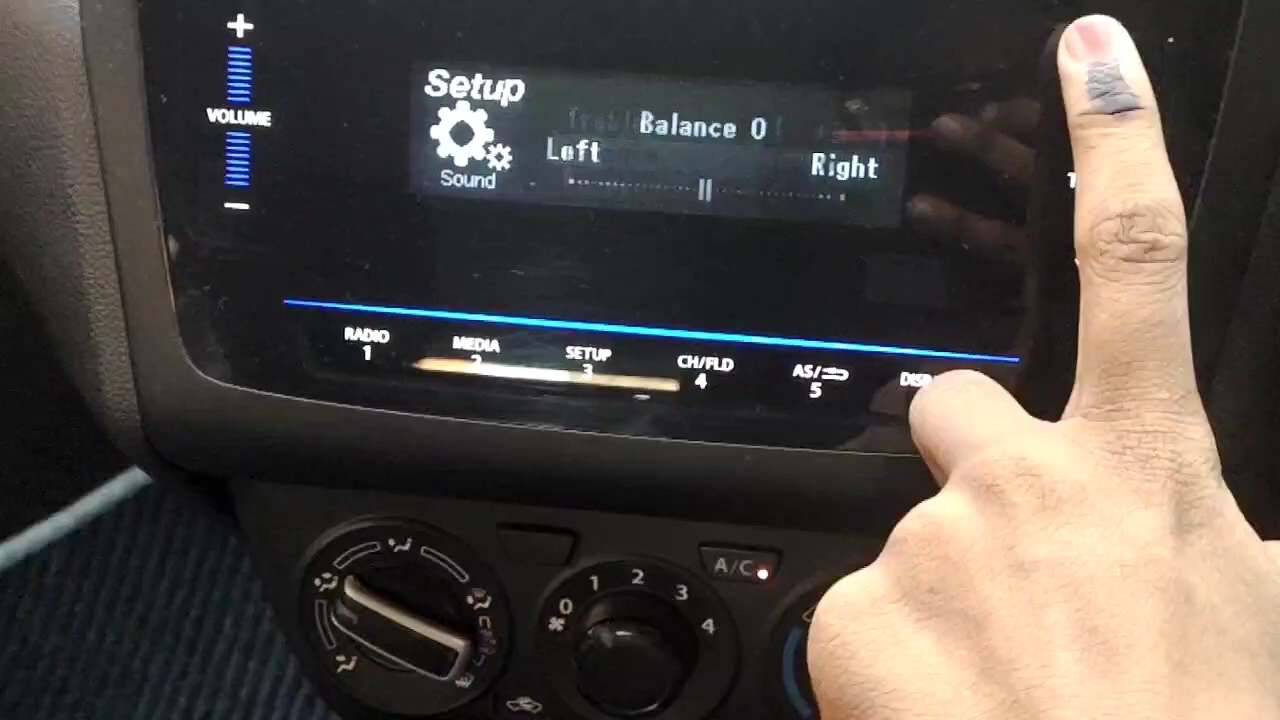 +
VOLUME
−
Setup
Sound
Balance 0
Left
Right
RADIO
1
MEDIA
2
SETUP
3
CH/FLD
4
AS/
5
A/C
0
1
2
3
4